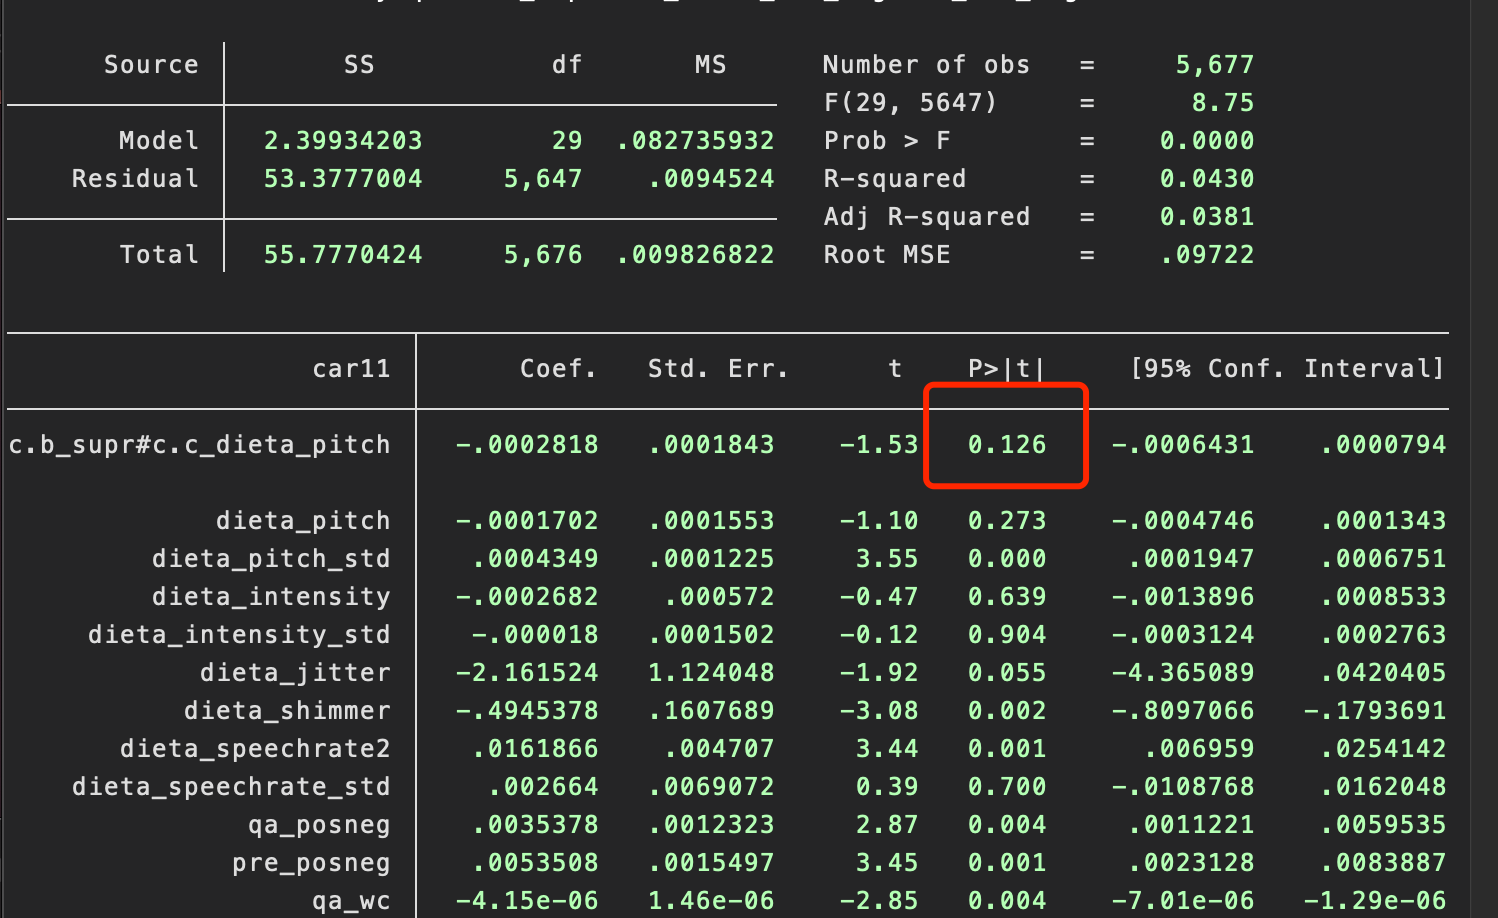 Source SS df MS Number of obs = 5,677
F(29, 5647) = 8.75
Model 2.39934203 29 .082735932 Prob > F = 0.0000
Residual 53.3777004 5,647 .0094524 R-squared = 0.0430
Adj R-squared = 0.0381
Total 55.7770424 5,676 .009826822 Root MSE = .09722
car11 Coef. Std. Err. t P>|t| [95% Conf. Interval]
c.b_supr#c.c_dieta_pitch -.0002818 .0001843 -1.53 0.126 -.0006431 .0000794
dieta_pitch -.0001702 .0001553 -1.10 0.273 -.0004746 .0001343
dieta_pitch_std .0004349 .0001225 3.55 0.000 .0001947 .0006751
dieta_intensity -.0002682 .000572 -0.47 0.639 -.0013896 .0008533
dieta_intensity_std -.000018 .0001502 -0.12 0.904 -.0003124 .0002763
dieta_jitter -2.161524 1.124048 -1.92 0.055 -4.365089 .0420405
dieta_shimmer -.4945378 .1607689 -3.08 0.002 -.8097066 -.1793691
dieta_speechrate2 .0161866 .004707 3.44 0.001 .006959 .0254142
dieta_speechrate_std .002664 .0069072 0.39 0.700 -.0108768 .0162048
qa_posneg .0035378 .0012323 2.87 0.004 .0011221 .0059535
pre_posneg .0053508 .0015497 3.45 0.001 .0023128 .0083887
qa_wc -4.15e-06 1.46e-06 -2.85 0.004 -7.01e-06 -1.29e-06